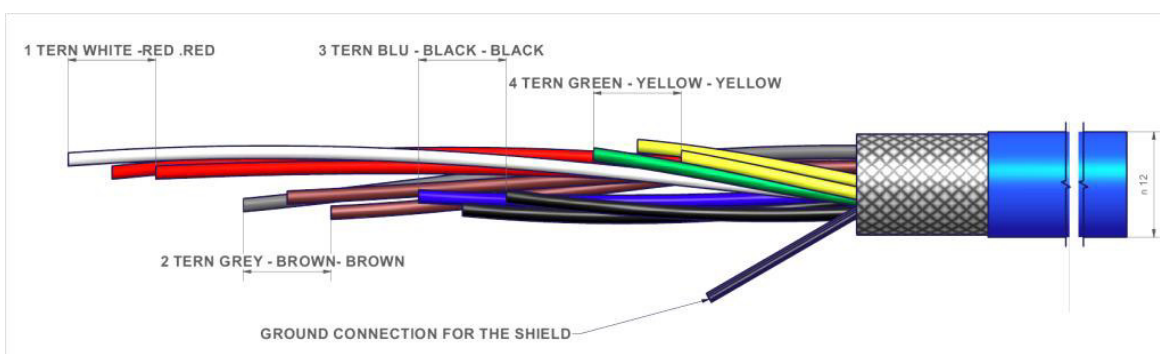 1 TERN WHITE -RED .RED
3 TERN BLU - BLACK - BLACK
4 TERN GREEN - YELLOW - YELLOW
n 12
2 TERN GREY - BROWN- BROWN
GROUND CONNECTION FOR THE SHIELD